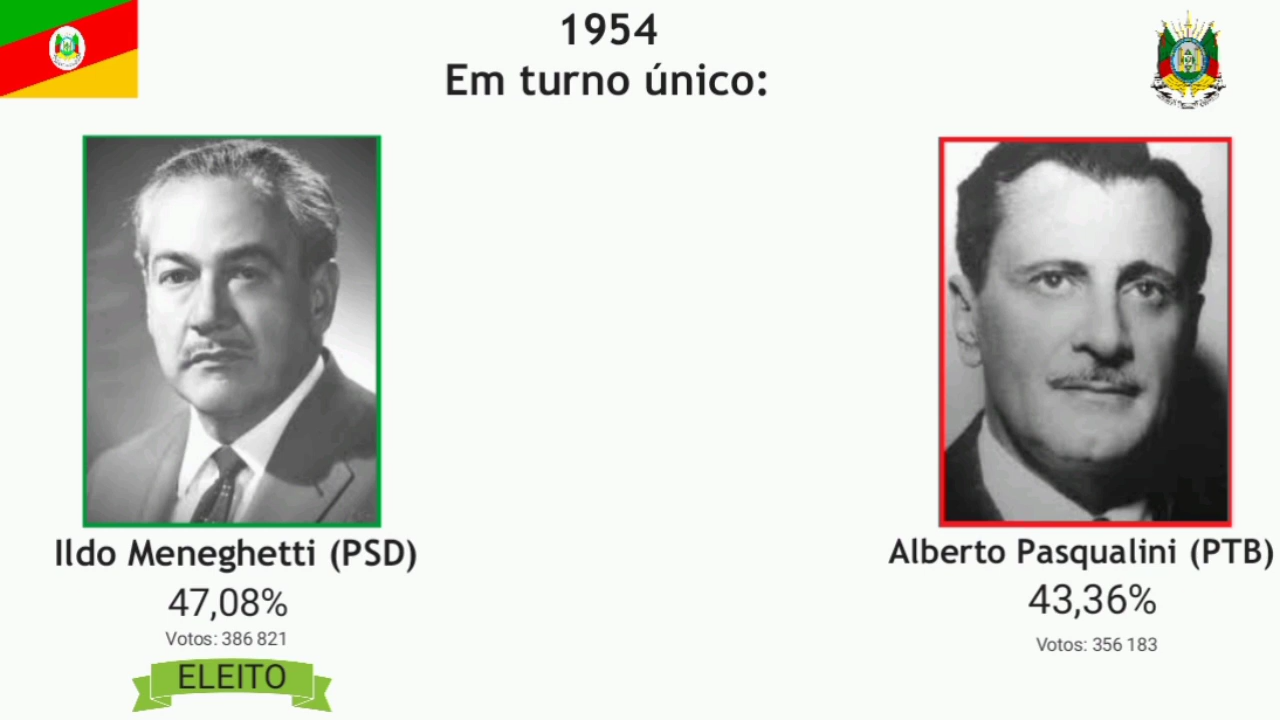 1954
Em turno único:
Ildo Meneghetti (PSD)
47,08%
Votos: 386 821
ELEITO
Alberto Pasqualini (PTB)
43,36%
Votos: 356 183